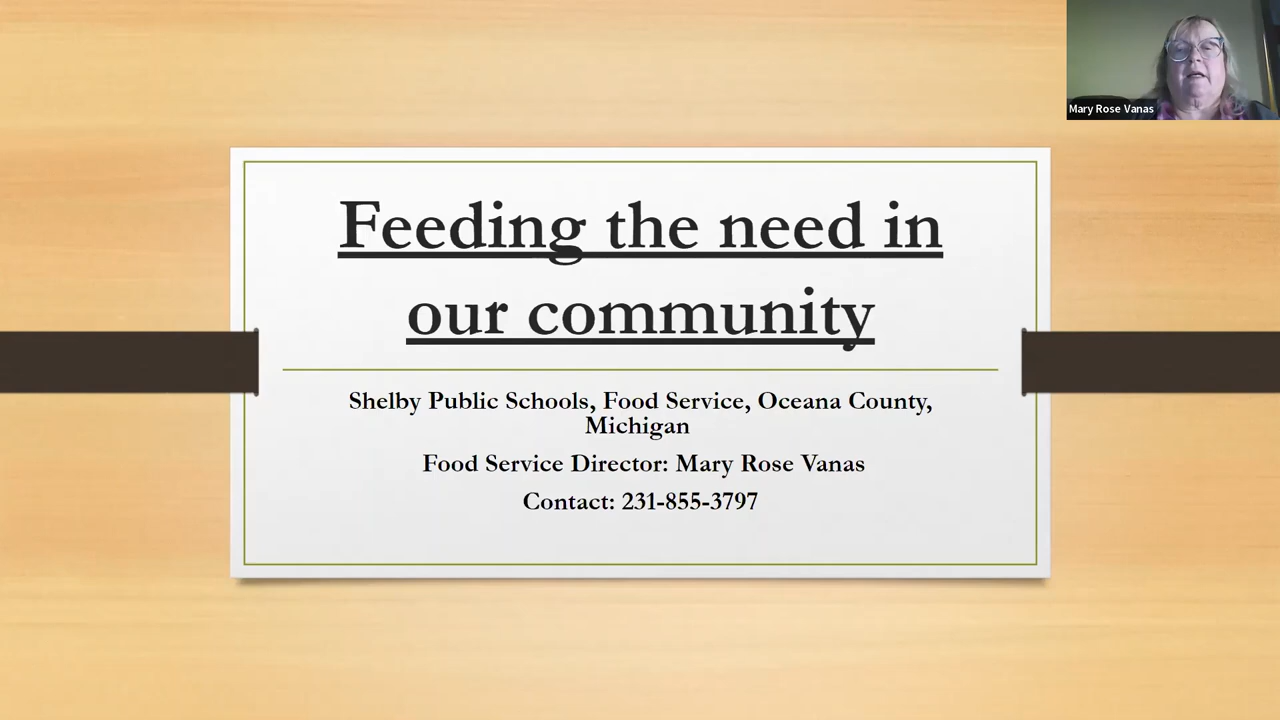 Mary Rose Vanas
Feeding the need in
our community
Shelby Public Schools, Food Service, Oceana County,
Michigan
Food Service Director: Mary Rose Vanas
Contact: 231-855-3797